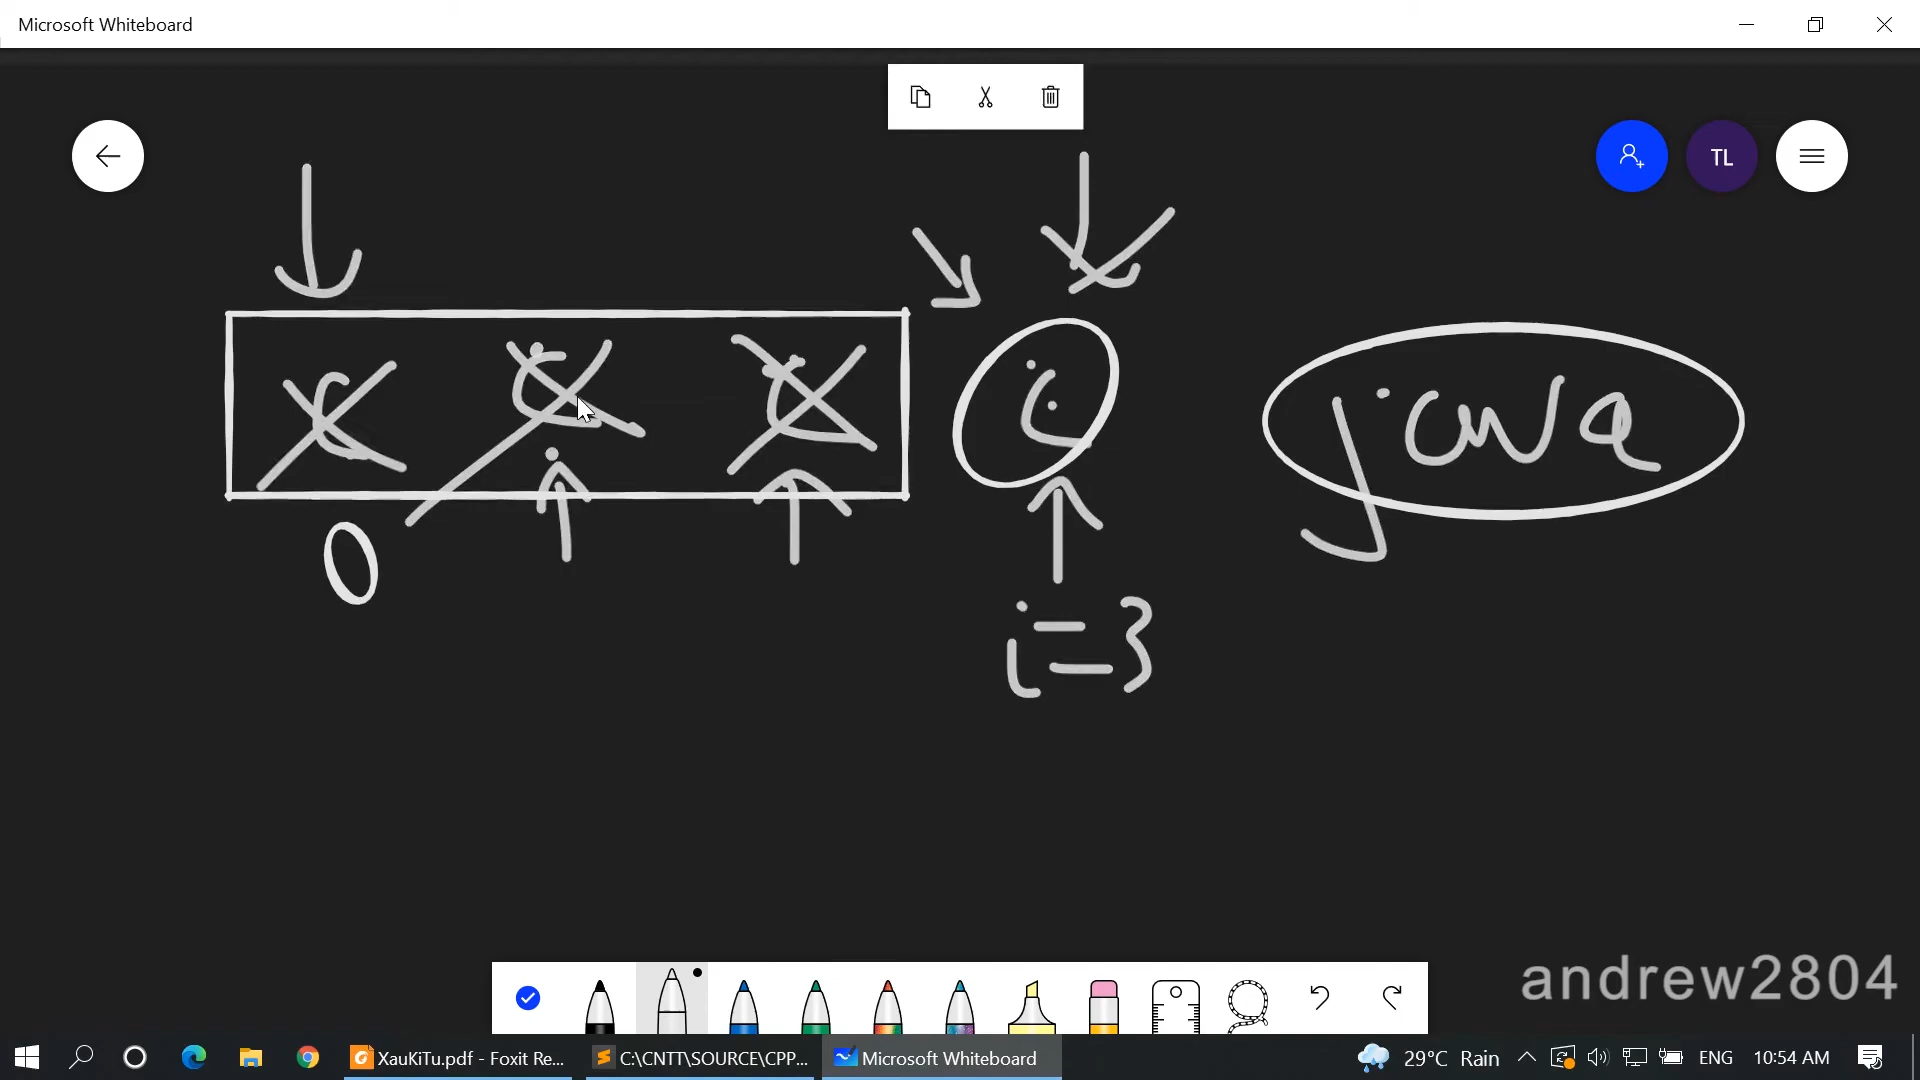 Microsoft Whiteboard
TL
C C C C java
0
i=3
andrew2804
XauKiTu.pdf - Foxit Re...
C:\CNTT\SOURCE\CPP...
Microsoft Whiteboard
29°C Rain
ENG
10:54 AM